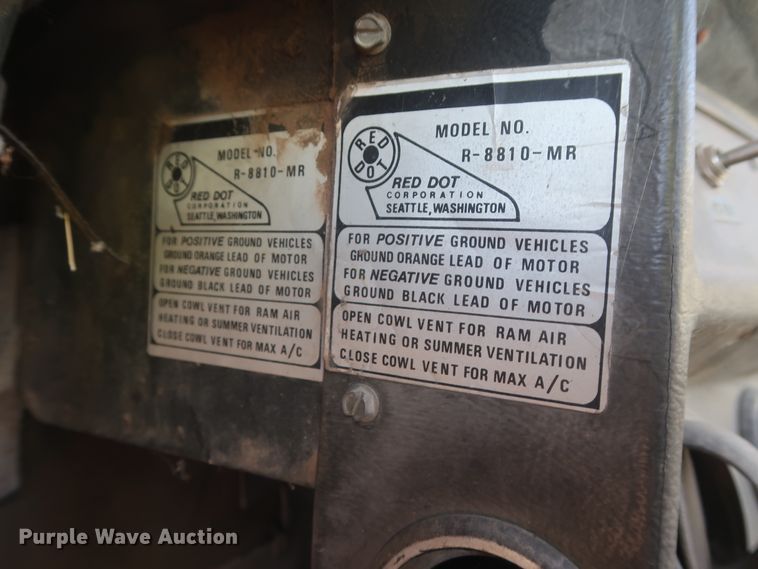 MODEL NO.
R-8810-MR
RED DOT
RED DOT
CORPORATION
SEATTLE, WASHINGTON
FOR POSITIVE GROUND VEHICLES
GROUND ORANGE LEAD OF MOTOR
FOR NEGATIVE GROUND VEHICLES
GROUND BLACK LEAD OF MOTOR
OPEN COWL VENT FOR RAM AIR
HEATING OR SUMMER VENTILATION
CLOSE COWL VENT FOR MAX A/C
MODEL NO.
R-8810-MR
RED DOT
RED DOT
CORPORATION
SEATTLE, WASHINGTON
FOR POSITIVE GROUND VEHICLES
GROUND ORANGE LEAD OF MOTOR
FOR NEGATIVE GROUND VEHICLES
GROUND BLACK LEAD OF MOTOR
OPEN COWL VENT FOR RAM AIR
HEATING OR SUMMER VENTILATION
CLOSE COWL VENT FOR MAX A/C
Purple Wave Auction